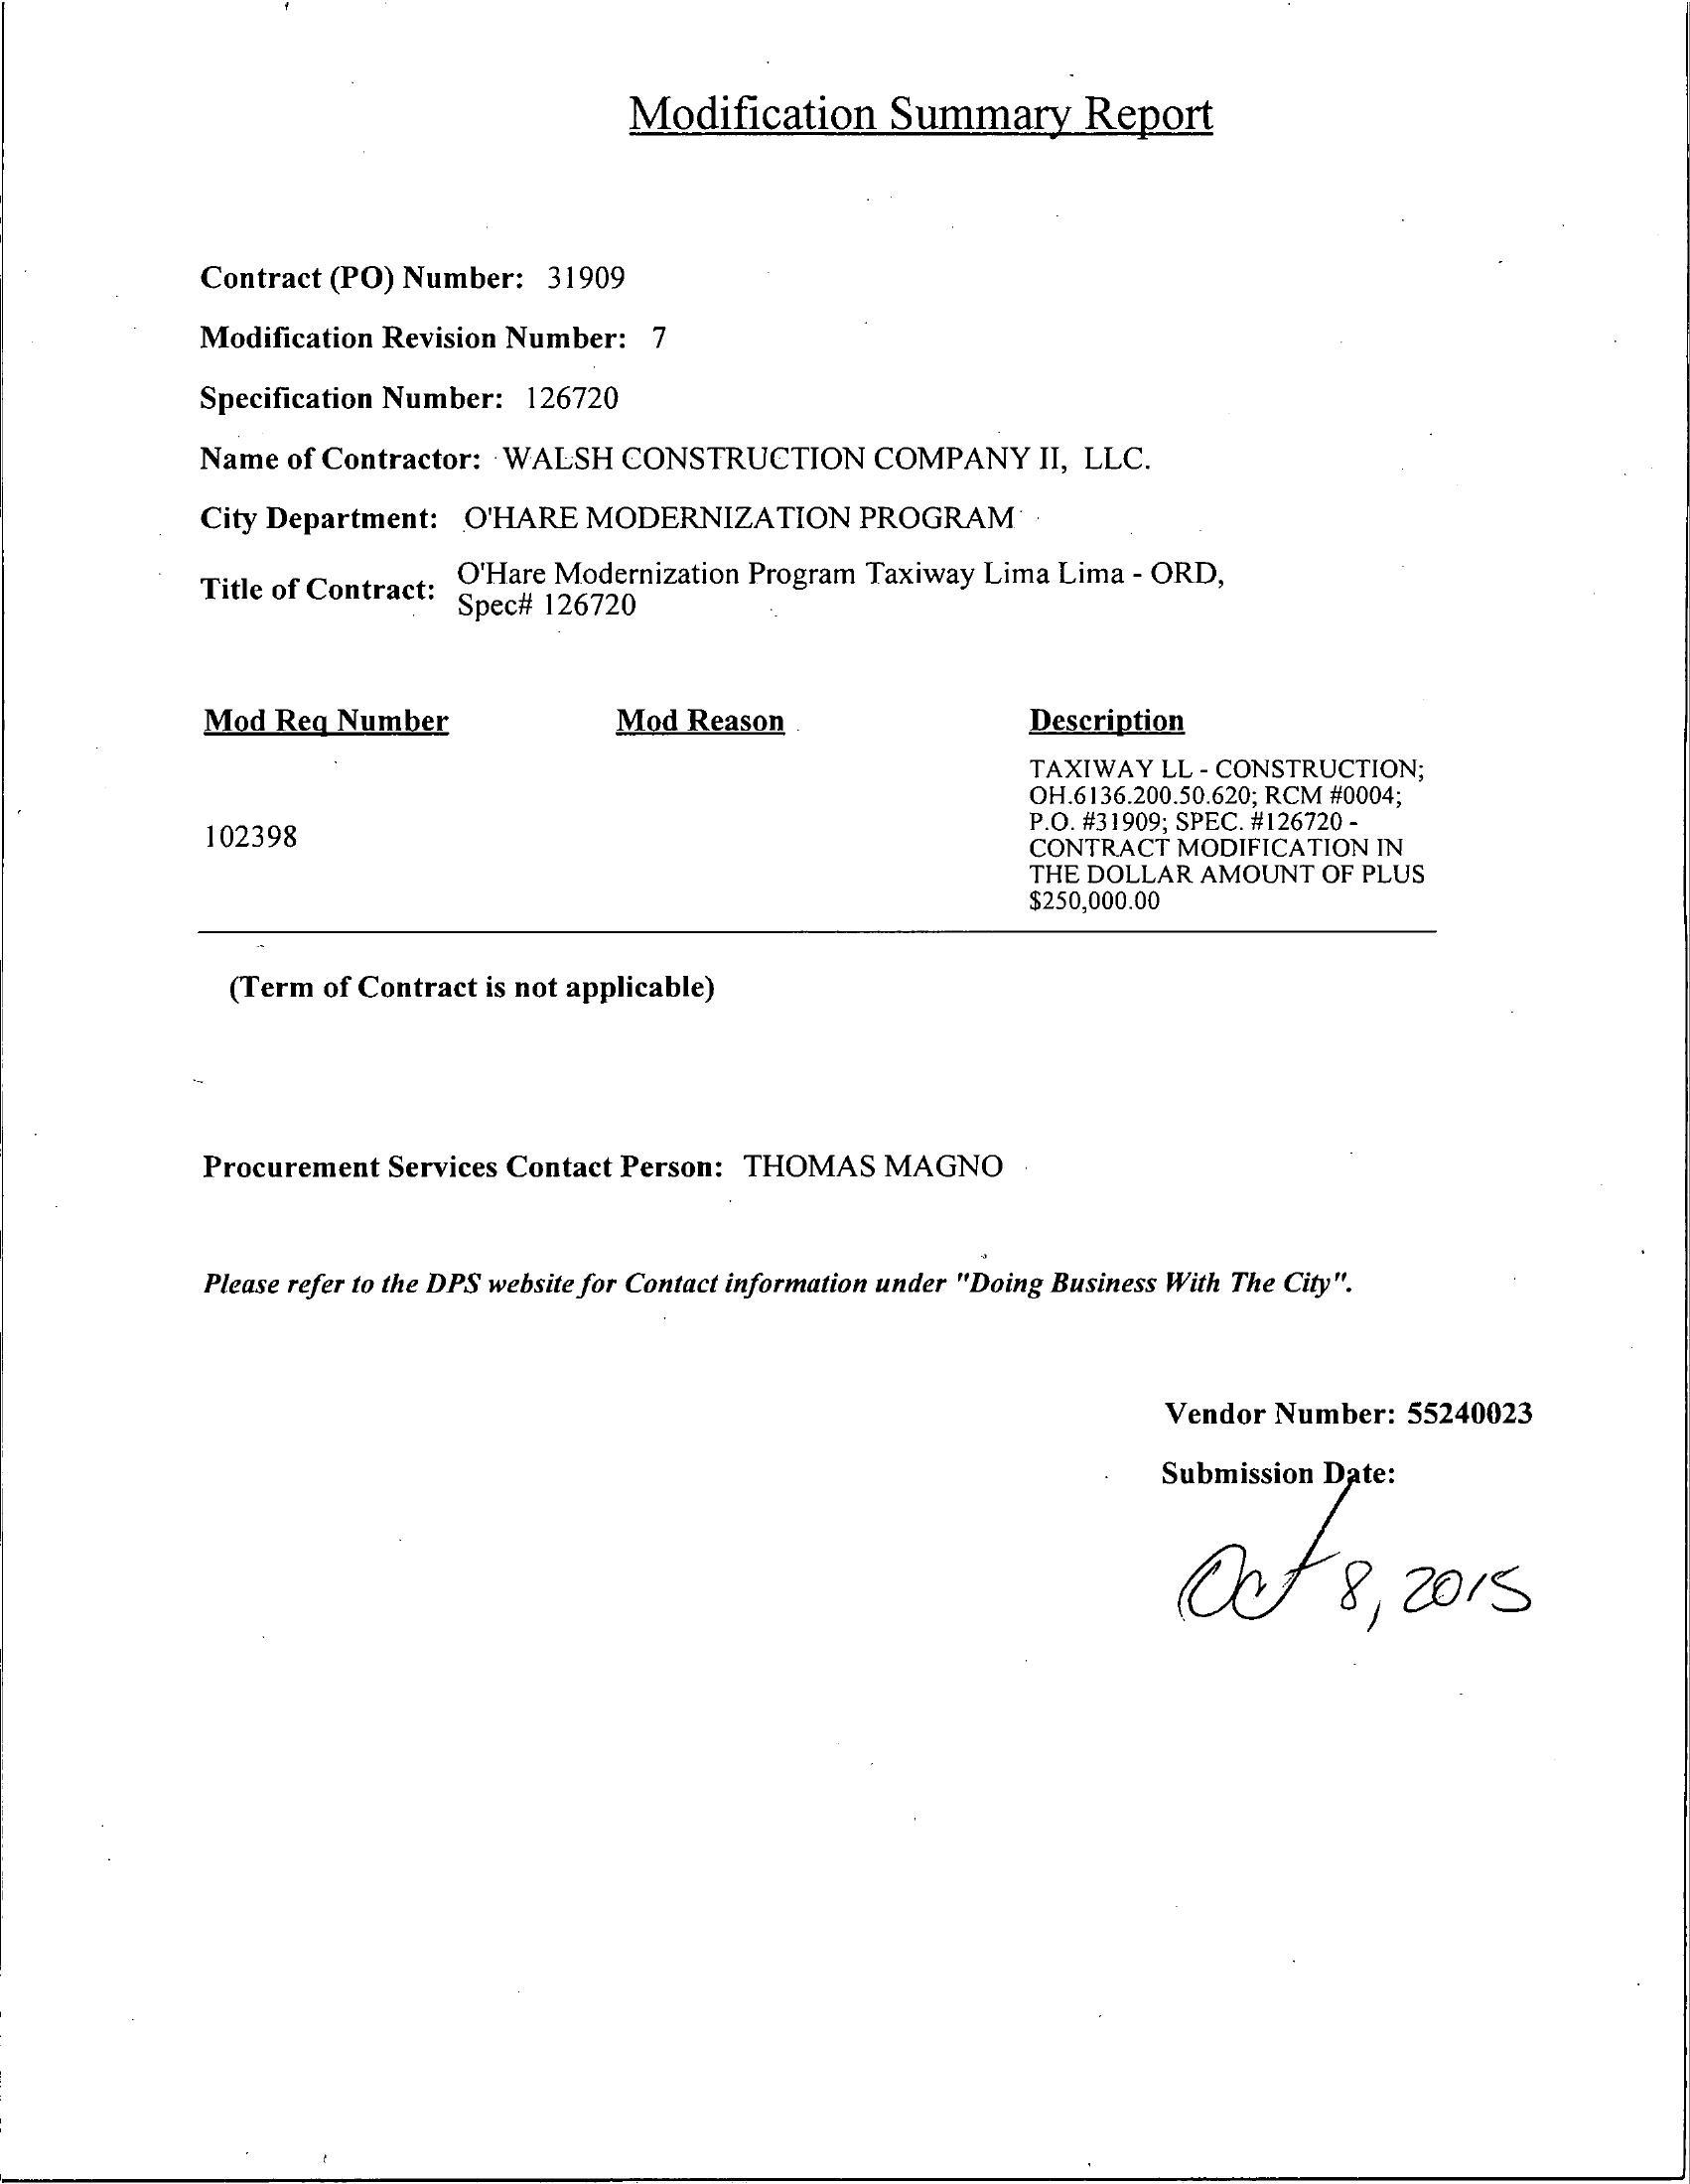 Modification Summary Report
Contract (PO) Number: 31909
Modification Revision Number: 7
Specification Number: 126720
Name of Contractor: WALSH CONSTRUCTION COMPANY II, LLC.
City Department: O'HARE MODERNIZATION PROGRAM
Title of Contract: O'Hare Modernization Program Taxiway Lima Lima - ORD,
Spec# 126720
Mod Req Number Mod Reason Description
TAXIWAY LL - CONSTRUCTION;
OH.6136.200.50.620; RCM #0004;
P.O. #31909; SPEC. #126720 -
102398
CONTRACT MODIFICATION IN
THE DOLLAR AMOUNT OF PLUS
$250,000.00
(Term of Contract is not applicable)
Procurement Services Contact Person: THOMAS MAGNO
Please refer to the DPS website for Contact information under "Doing Business With The City".
Vendor Number: 55240023
Submission Date:
Oct 8, 2015